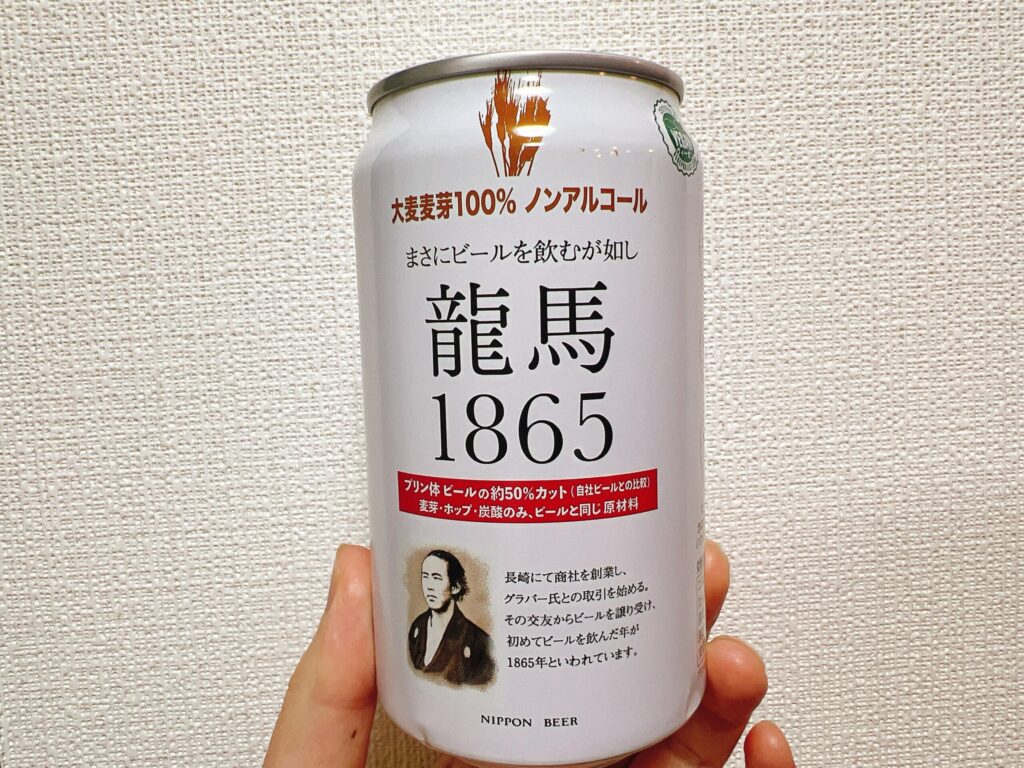 大麦麦芽100% ノンアルコール
まさにビールを飲むが如し
龍馬
1865
プリン体 ビールの約50%カット(自社ビールとの比較)
麦芽・ホップ・炭酸のみ、ビールと同じ原材料
長崎にて商社を創業し、
グラバー氏との取引を始める。
その交友からビールを譲り受け、
初めてビールを飲んだ年が
1865年といわれています。
NIPPON BEER